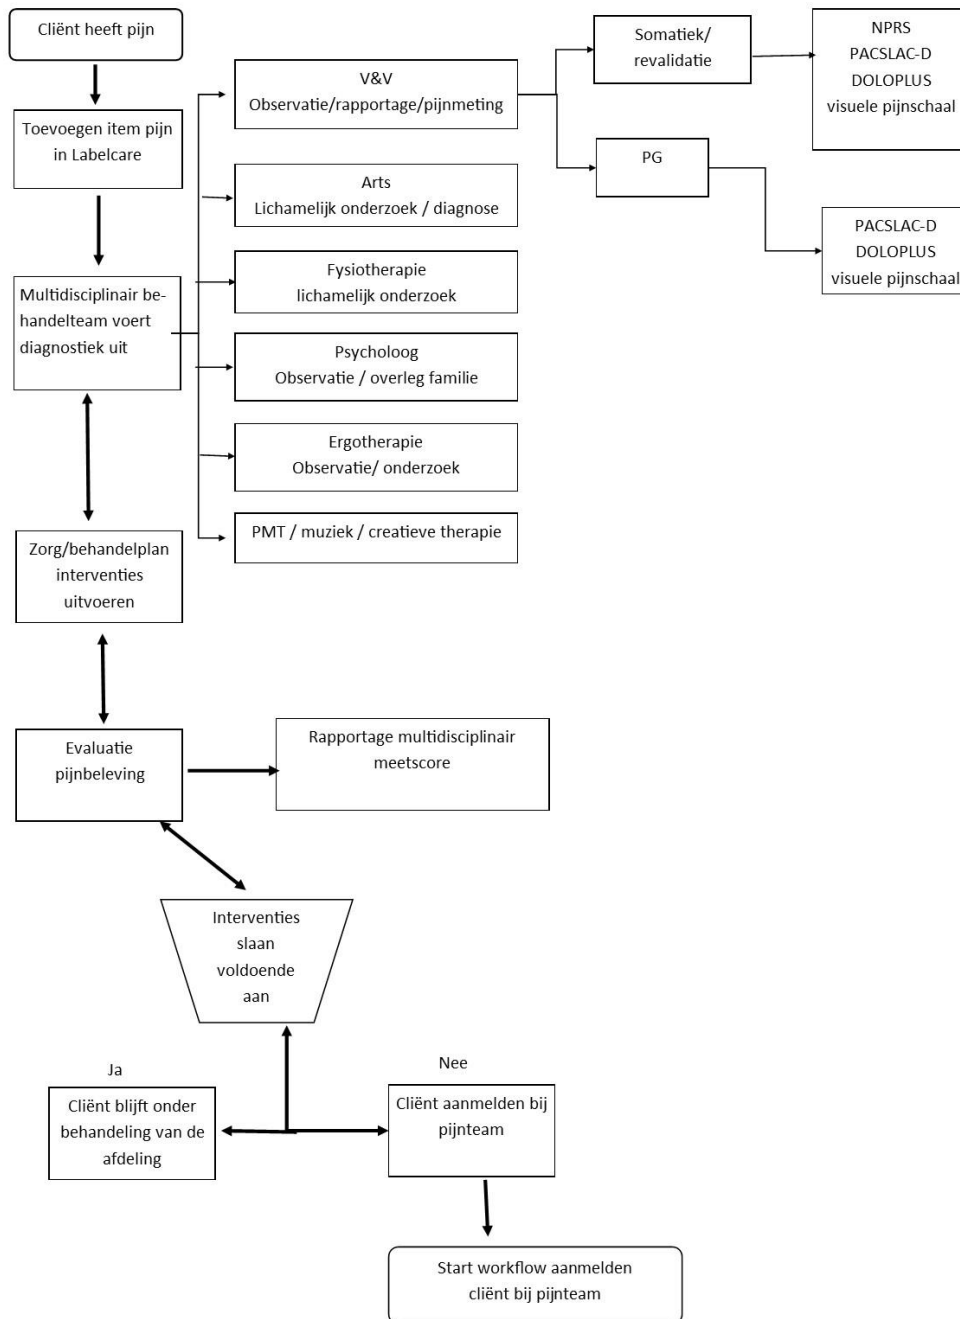 Cliënt heeft pijn
Toevoegen item pijn
in Labelcare
Multidisciplinair be-
handelteam voert
diagnostiek uit
V&V
Observatie/rapportage/pijnmeting
Somatiek/
revalidatie
NPRS
PACSLAC-D
DOLOPLUS
visuele pijnschaal
PG
PACSLAC-D
DOLOPLUS
visuele pijnschaal
Arts
Lichamelijk onderzoek / diagnose
Fysiotherapie
lichamelijk onderzoek
Psycholoog
Observatie / overleg familie
Ergotherapie
Observatie/ onderzoek
PMT / muziek / creatieve therapie
Zorg/behandelplan
interventies
uitvoeren
Evaluatie
pijnbeleving
Rapportage multidisciplinair
meetscore
Interventies
slaan
voldoende
aan
Ja
Cliënt blijft onder
behandeling van de
afdeling
Nee
Cliënt aanmelden bij
pijnteam
Start workflow aanmelden
cliënt bij pijnteam